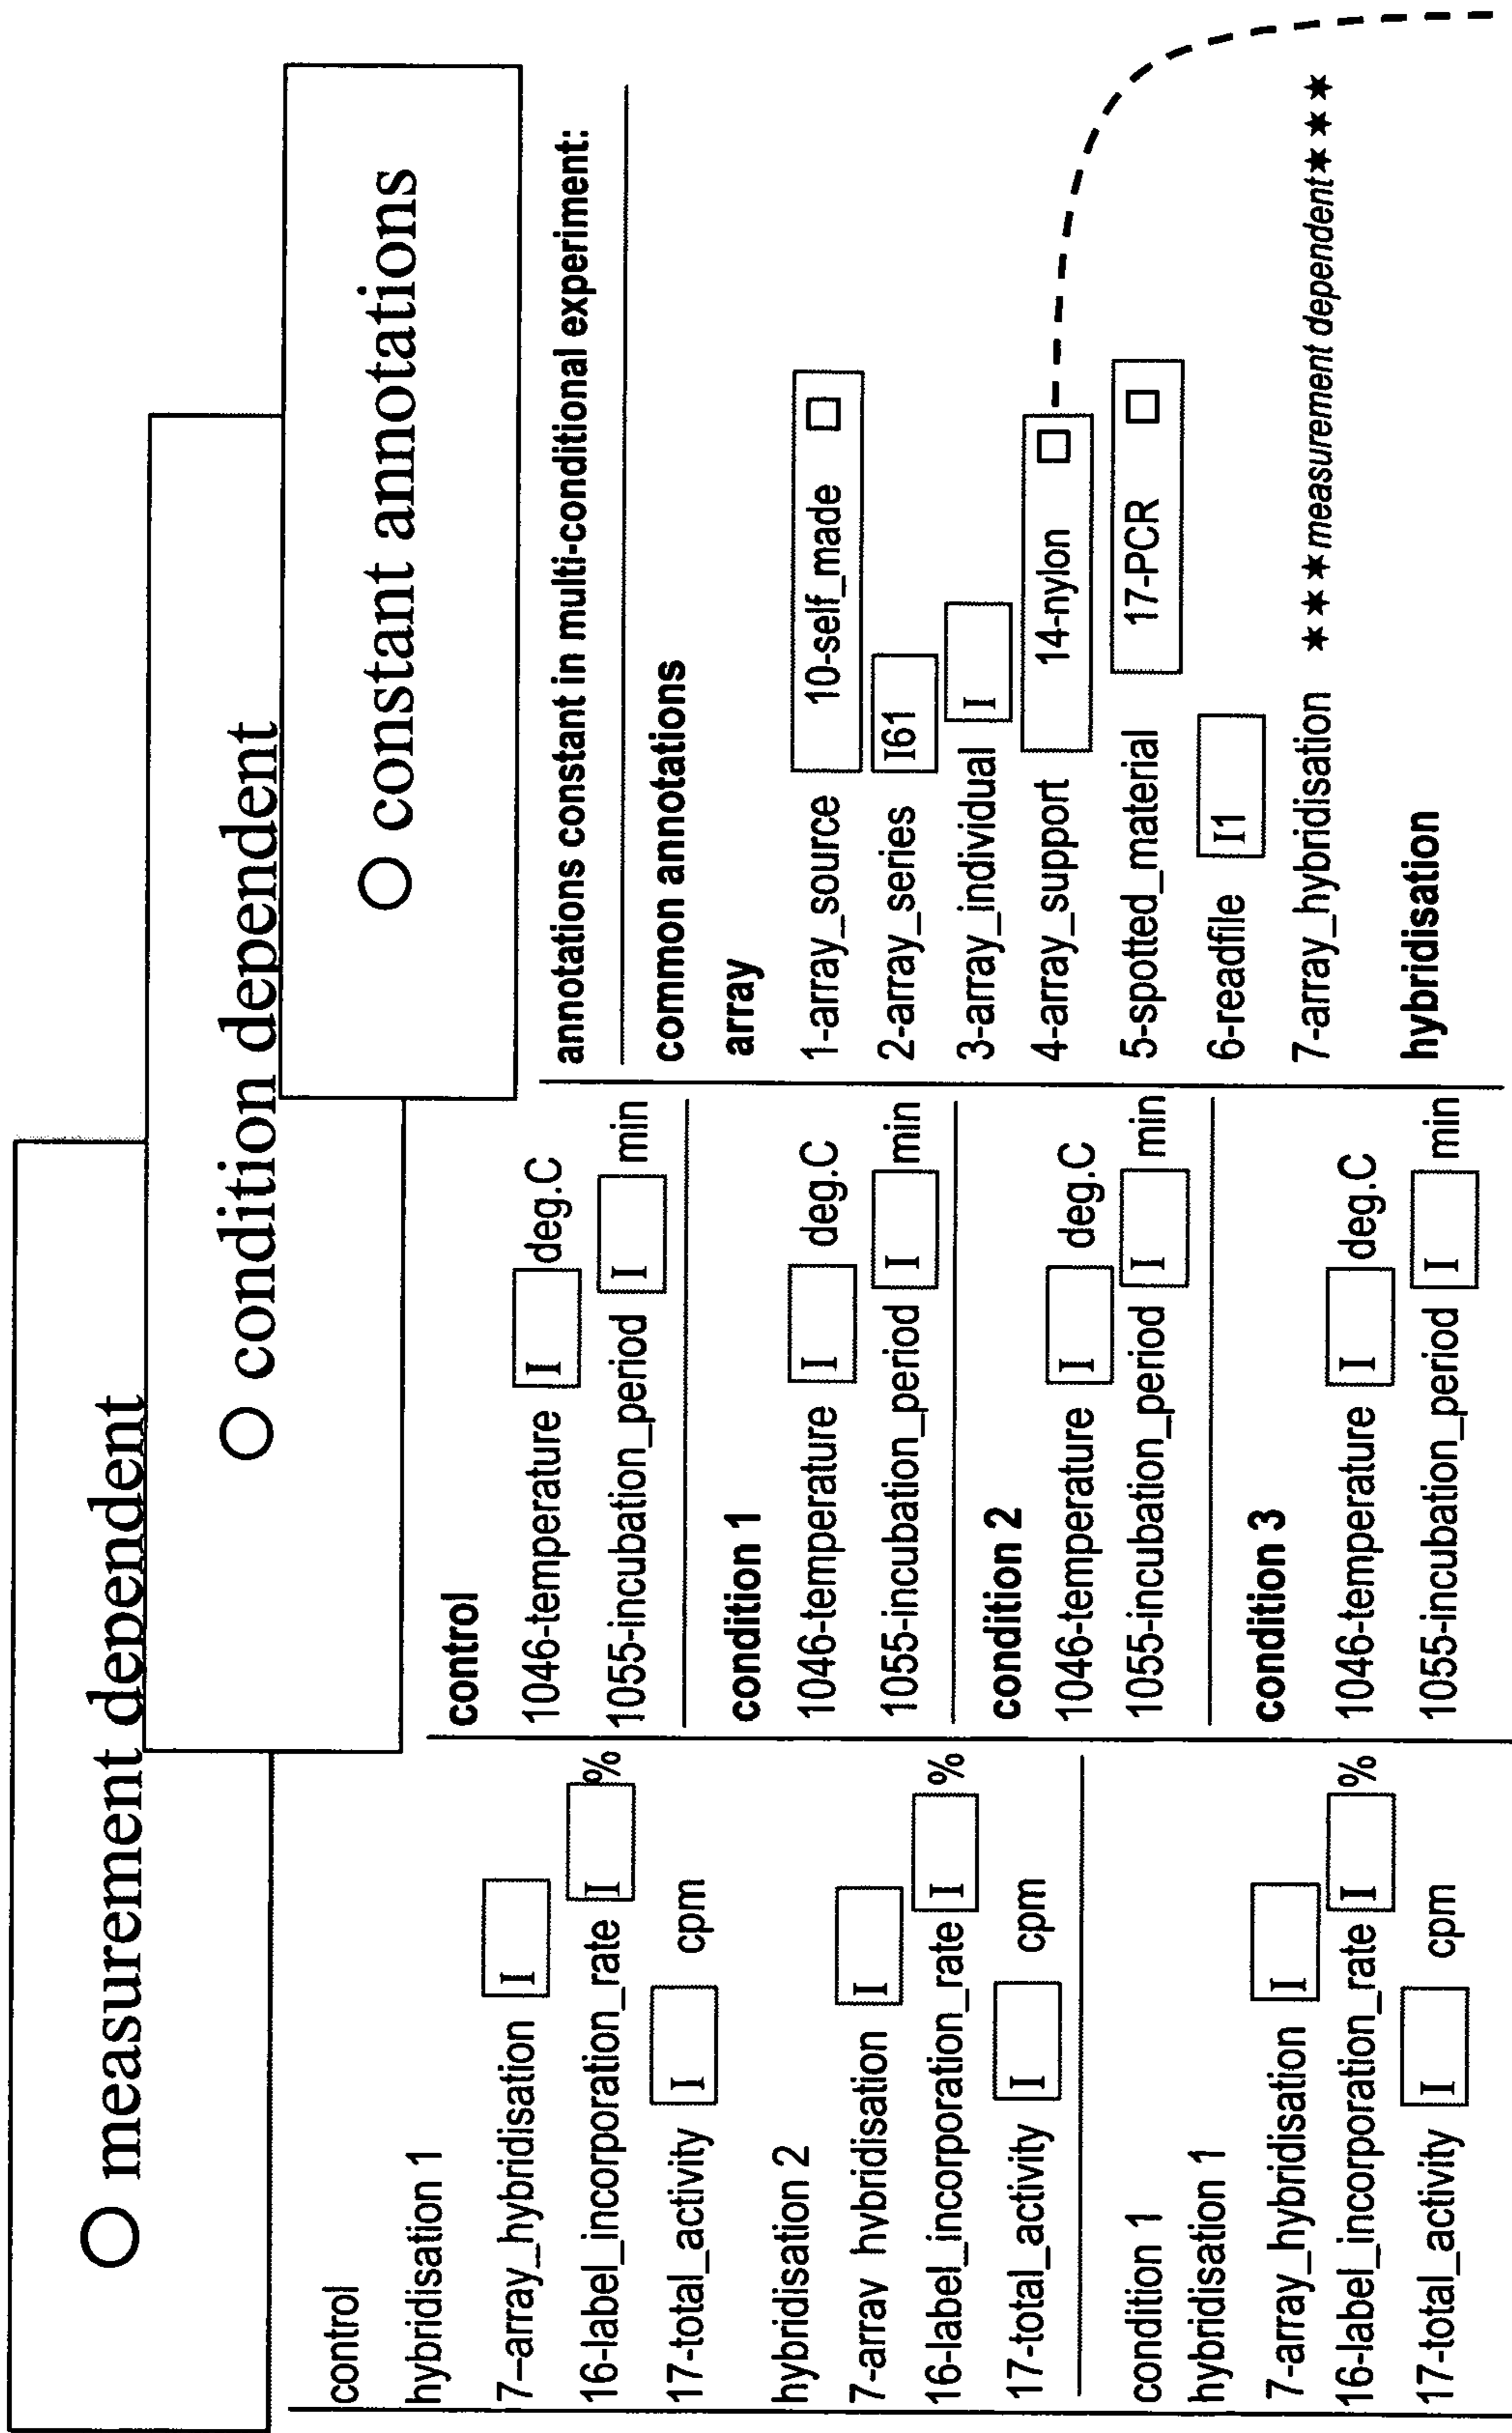 measurement dependent
condition dependent
constant annotations
control
hybridisation 1
7-array_hybridisation I
16-label_incorporation_rate I %
17-total_activity I cpm
hybridisation 2
7-array hybridisation I
16-label_incorporation_rate I %
17-total_activity I cpm
condition 1
hybridisation 1
7-array_hybridisation I
16-label_incorporation_rate I %
17-total_activity I cpm
control
1046-temperature I deg.C
1055-incubation_period I min
condition 1
1046-temperature I deg.C
1055-incubation_period I min
condition 2
1046-temperature I deg.C
1055-incubation_period I min
condition 3
1046-temperature I deg.C
1055-incubation_period I min
annotations constant in multi-conditional experiment:
common annotations
array
1-array_source 10-self_made
2-array_series I61
3-array_individual I
4-array_support 14-nylon
5-spotted_material 17-PCR
6-readfile I1
7-array_hybridisation ***measurement dependent***
hybridisation